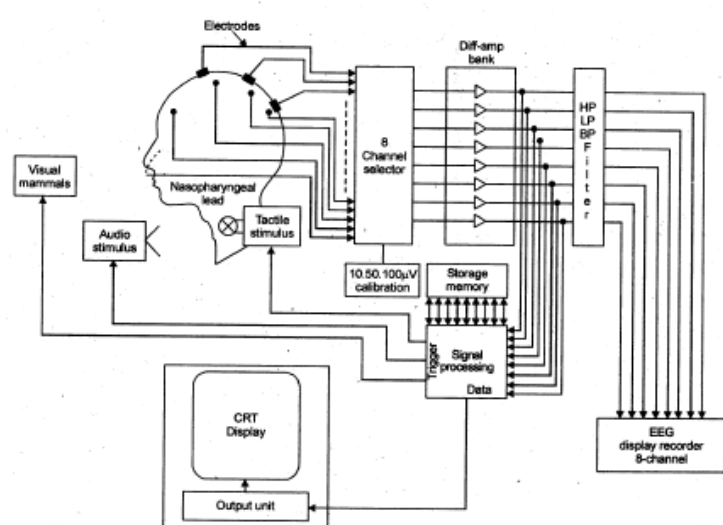 Electrodes
Diff-amp
bank
8
Channel
selector
HP
LP
BP
F
i
l
t
e
r
Visual
mammals
Nasopharyngeal
lead
Audio
stimulus
Tactile
stimulus
10.50.100μV
calibration
Storage
memory
Trigger
Signal
processing
Data
CRT
Display
Output unit
EEG
display recorder
8-channel